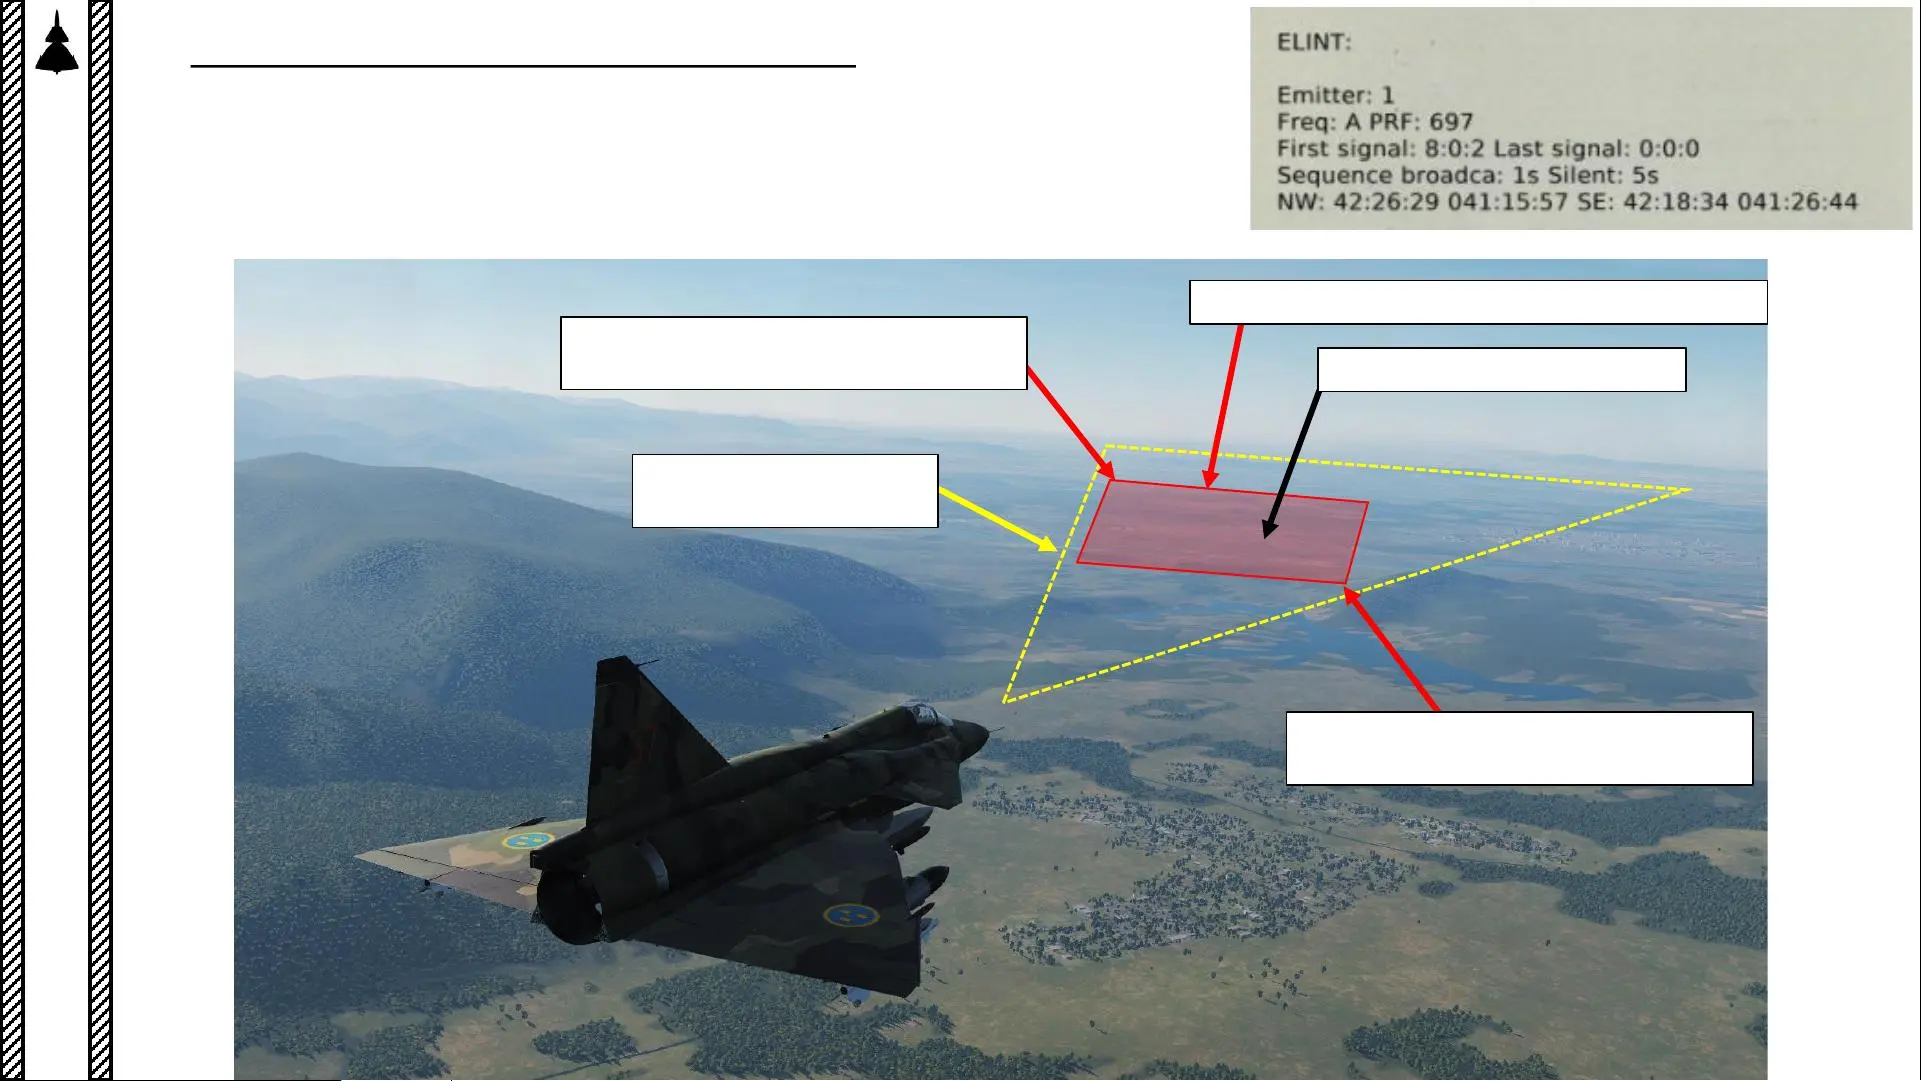 ELINT:
Emitter: 1
Freq: A PRF: 697
First signal: 8:0:2 Last signal: 0:0:0
Sequence broadca: 1s Silent: 5s
NW: 42:26:29 041:15:57 SE: 42:18:34 041:26:44